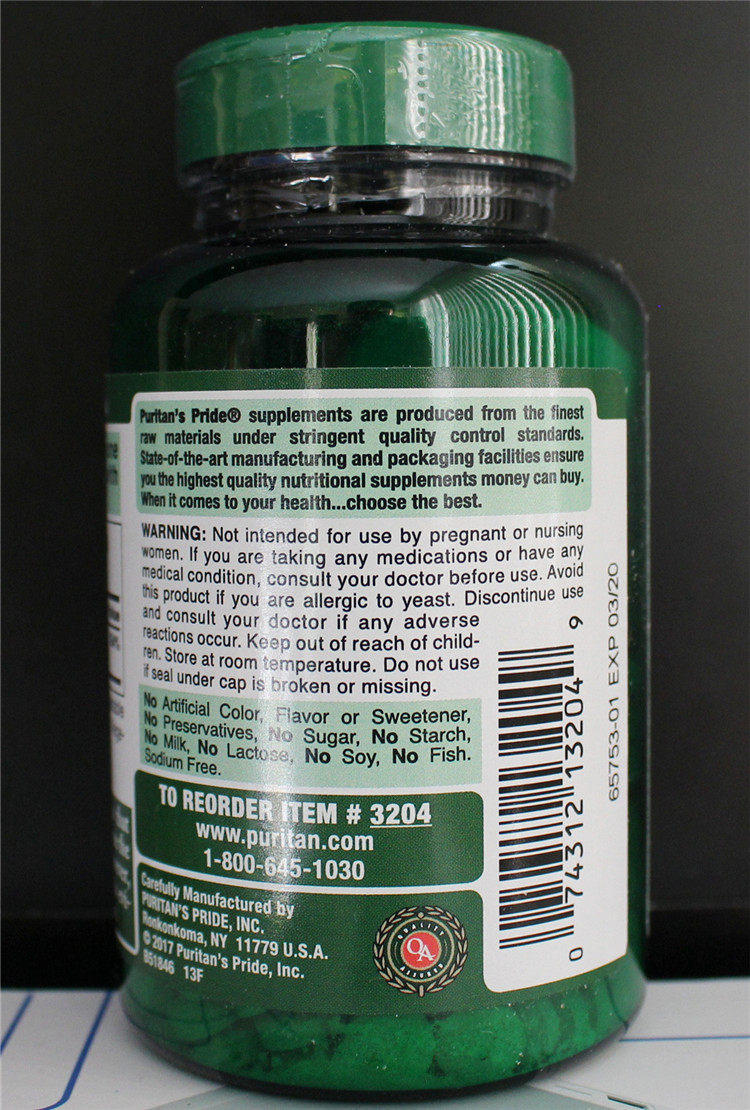 Puritan's Pride® supplements are produced from the finest
raw materials under stringent quality control standards.
State-of-the-art manufacturing and packaging facilities ensure
you the highest quality nutritional supplements money can buy.
When it comes to your health...choose the best.
WARNING: Not intended for use by pregnant or nursing
women. If you are taking any medications or have any
medical condition, consult your doctor before use. Avoid
this product if you are allergic to yeast. Discontinue use
and consult your doctor if any adverse
reactions occur. Keep out of reach of child-
ren. Store at room temperature. Do not use
if seal under cap is broken or missing.
No Artificial Color, Flavor or Sweetener,
No Preservatives, No Sugar, No Starch,
No Milk, No Lactose, No Soy, No Fish.
Sodium Free.
TO REORDER ITEM # 3204
www.puritan.com
1-800-645-1030
Carefully Manufactured by
PURITAN'S PRIDE, INC.
Ronkonkoma, NY 11779 U.S.A.
© 2017 Puritan's Pride, Inc.
B61846 13F
QUALITY
QA
ASSURED
0 74312 13204 9
65753-01 EXP 03/20